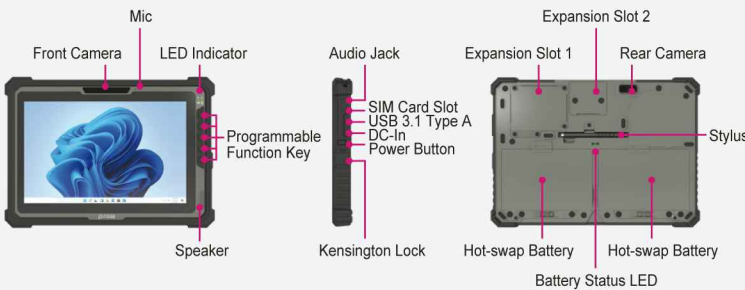 Mic
Front Camera
LED Indicator
Programmable
Function Key
Speaker
Audio Jack
SIM Card Slot
USB 3.1 Type A
DC-In
Power Button
Kensington Lock
Expansion Slot 2
Expansion Slot 1
Rear Camera
Stylus
Hot-swap Battery
Hot-swap Battery
Battery Status LED